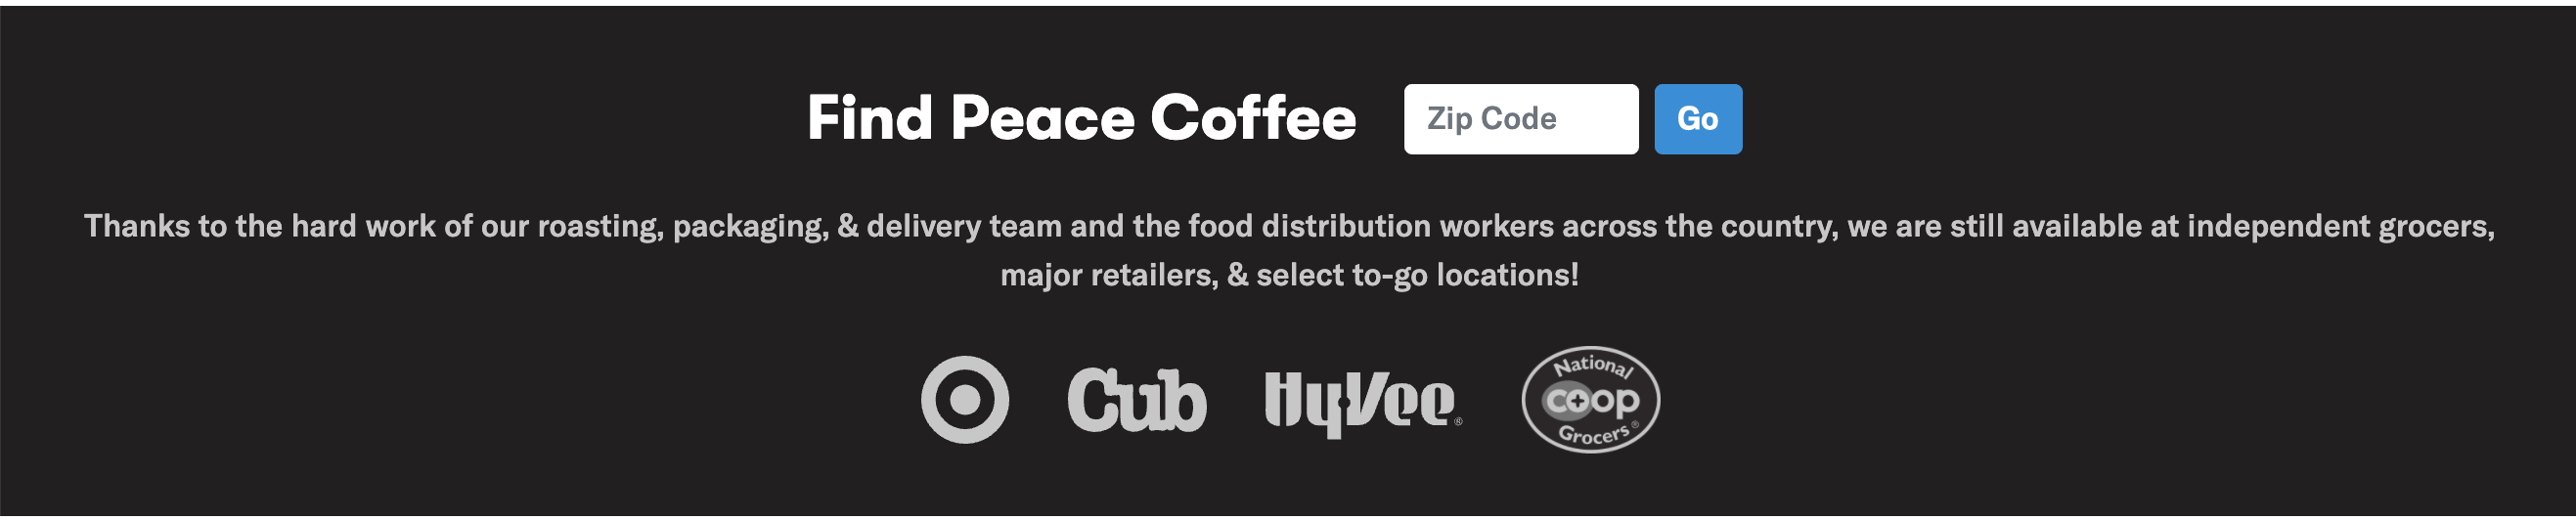 Find Peace Coffee
Zip Code
Go
Thanks to the hard work of our roasting, packaging, & delivery team and the food distribution workers across the country, we are still available at independent grocers,
major retailers, & select to-go locations!
Cub
HyVee®
National
coop
Grocers®